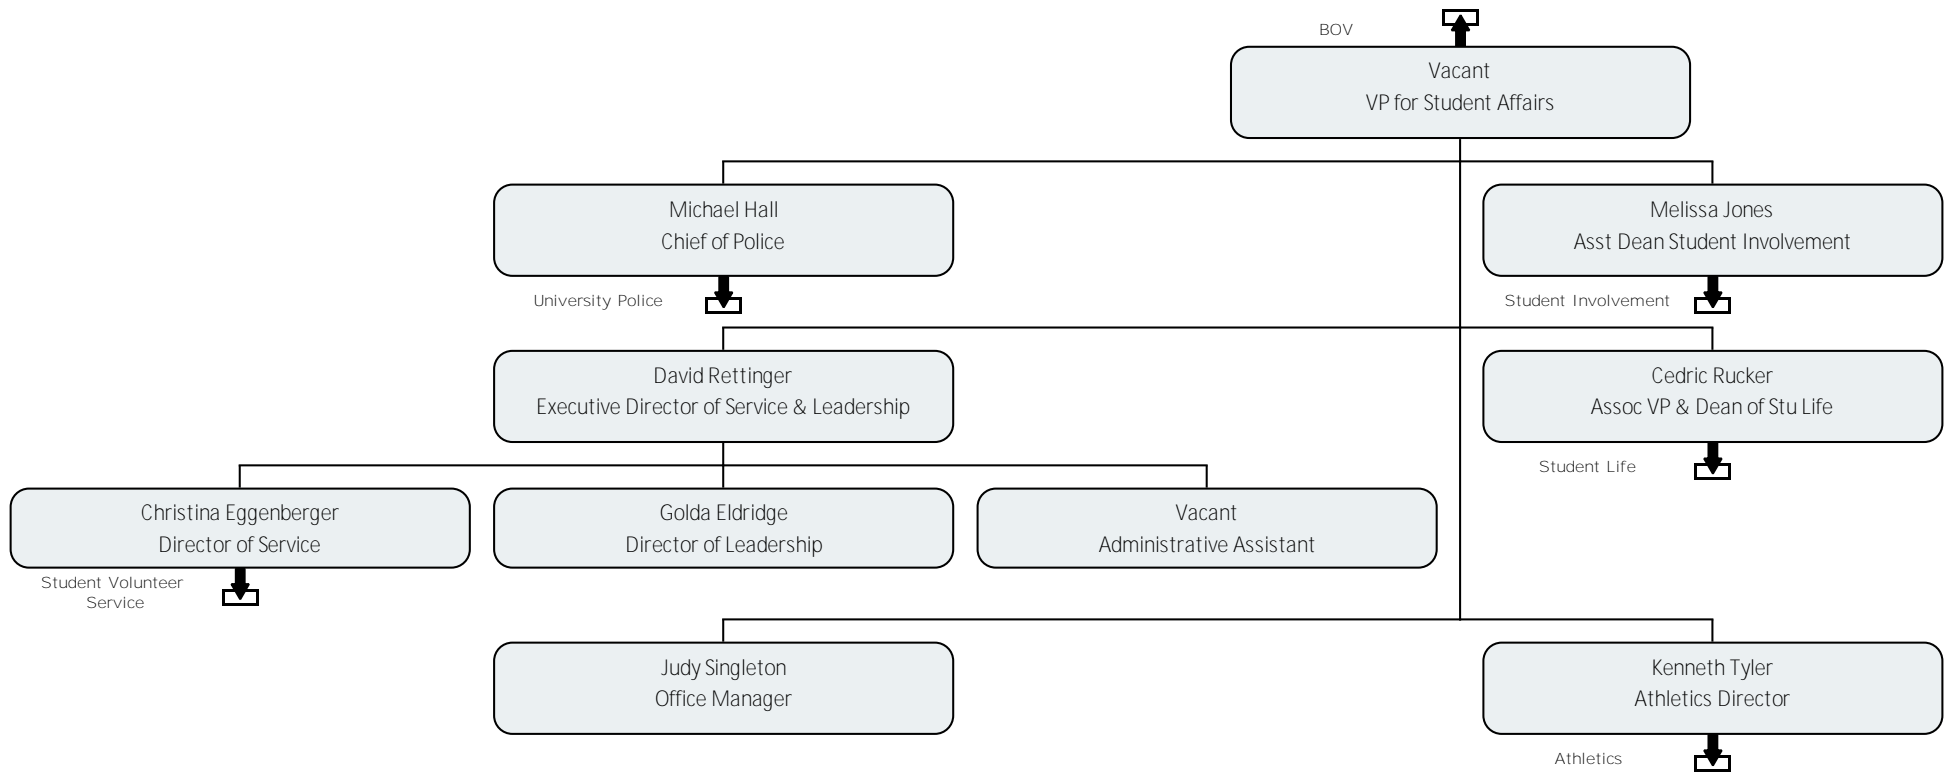 BOV
Vacant
VP for Student Affairs
Michael Hall
Chief of Police
Melissa Jones
Asst Dean Student Involvement
University Police
Student Involvement
David Rettinger
Executive Director of Service & Leadership
Cedric Rucker
Assoc VP & Dean of Stu Life
Student Life
Christina Eggenberger
Director of Service
Golda Eldridge
Director of Leadership
Vacant
Administrative Assistant
Student Volunteer
Service
Judy Singleton
Office Manager
Kenneth Tyler
Athletics Director
Athletics